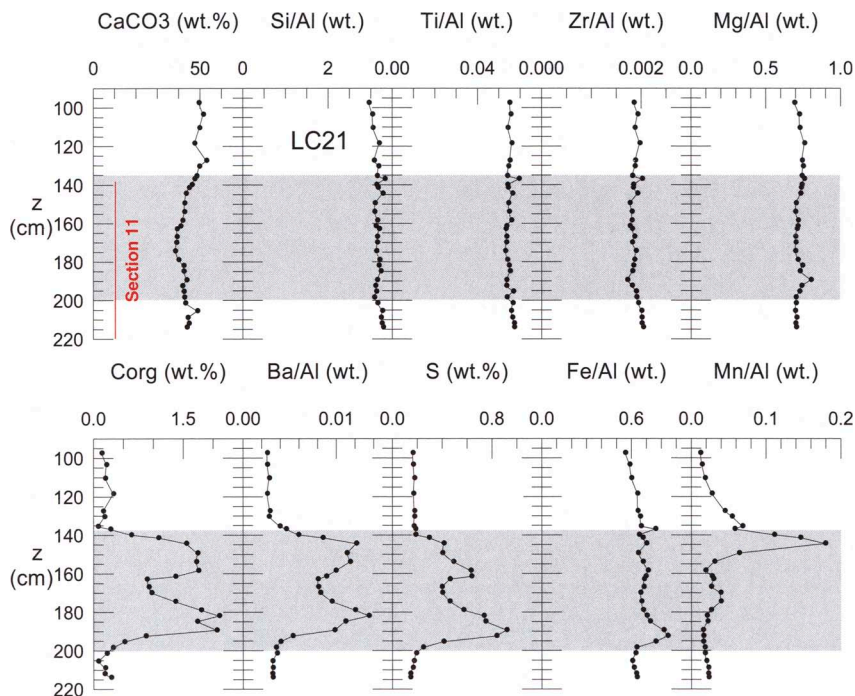 CaCO3 (wt.%) Si/Al (wt.) Ti/Al (wt.) Zr/Al (wt.) Mg/Al (wt.)
0 50 0 2 0.00 0.04 0.000 0.002 0.0 0.5 1.0
100
120 LC21
140
z 160
(cm)
180
200
220
Section 11
Corg (wt.%) Ba/Al (wt.) S (wt.%) Fe/Al (wt.) Mn/Al (wt.)
0.0 1.5 0.00 0.01 0.0 0.8 0.0 0.6 0.0 0.1 0.2
100
120
140
z 160
(cm)
180
200
220